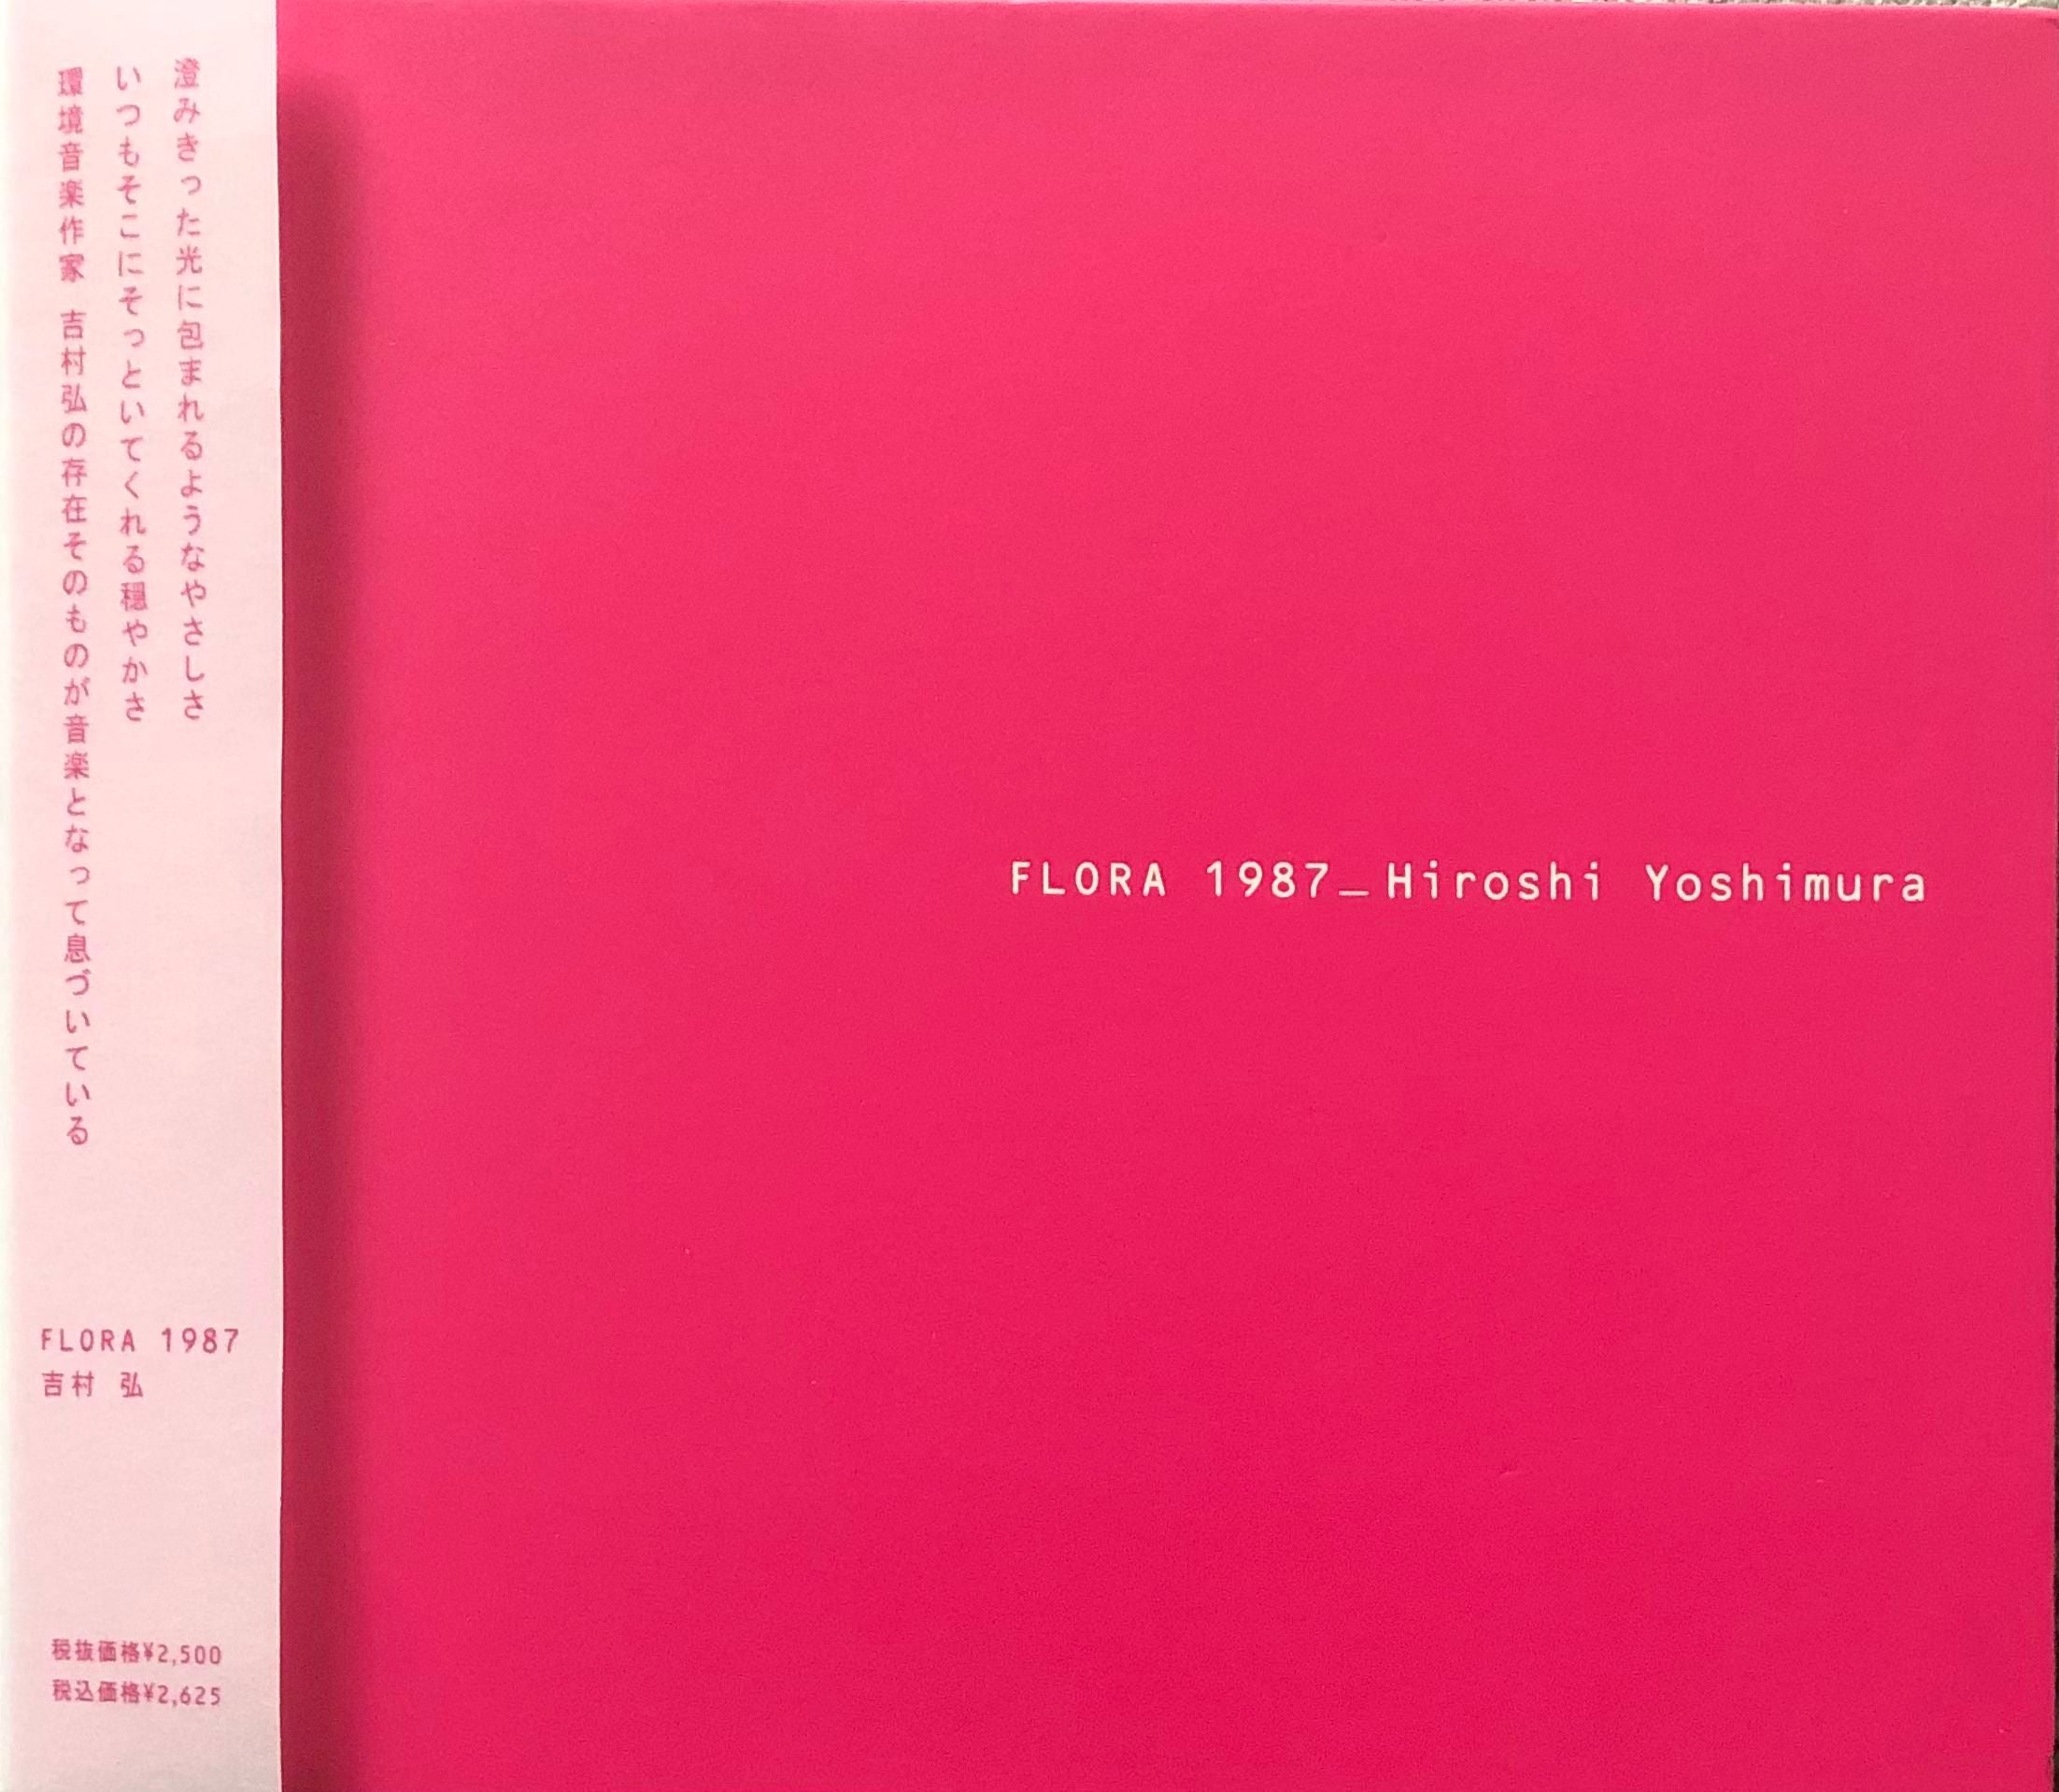 澄みきった光に包まれるようなやさしさ
いつもそこにそっといてくれる穏やかさ
環境音楽作家 吉村弘の存在そのものが音楽となって息づいている
FLORA 1987
吉村 弘
税抜価格¥2,500
税込価格¥2,625
FLORA 1987_Hiroshi Yoshimura